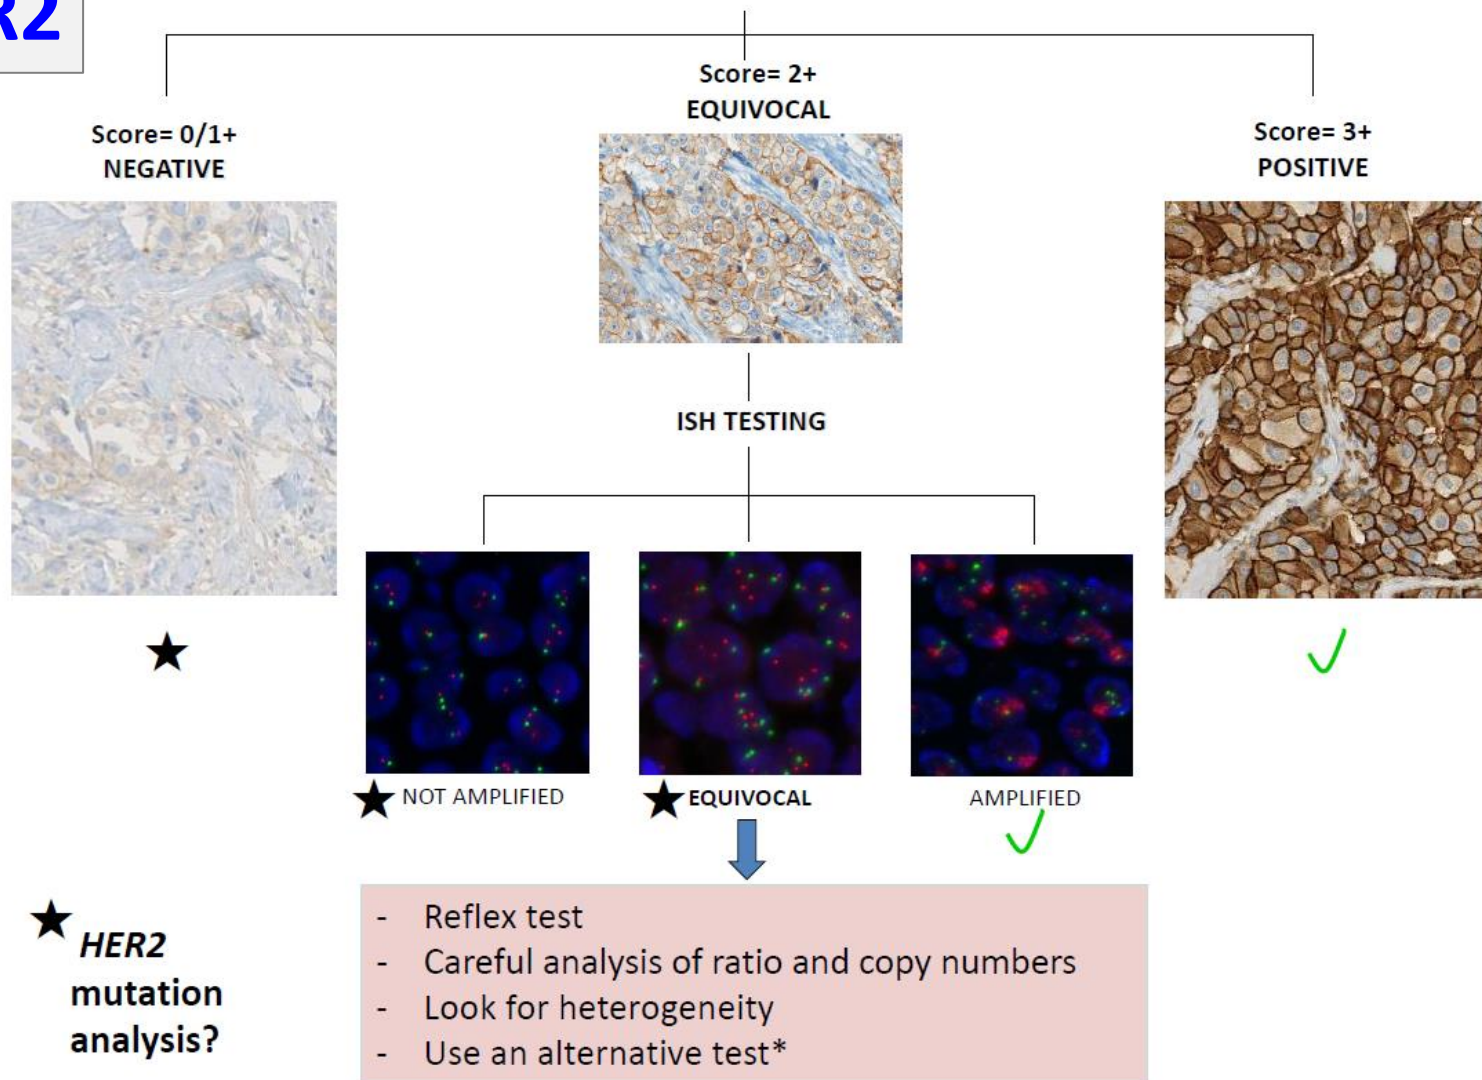 R2
Score= 0/1+
NEGATIVE
Score= 2+
EQUIVOCAL
Score= 3+
POSITIVE
ISH TESTING
NOT AMPLIFIED
EQUIVOCAL
AMPLIFIED
HER2
mutation
analysis?
- Reflex test
- Careful analysis of ratio and copy numbers
- Look for heterogeneity
- Use an alternative test*